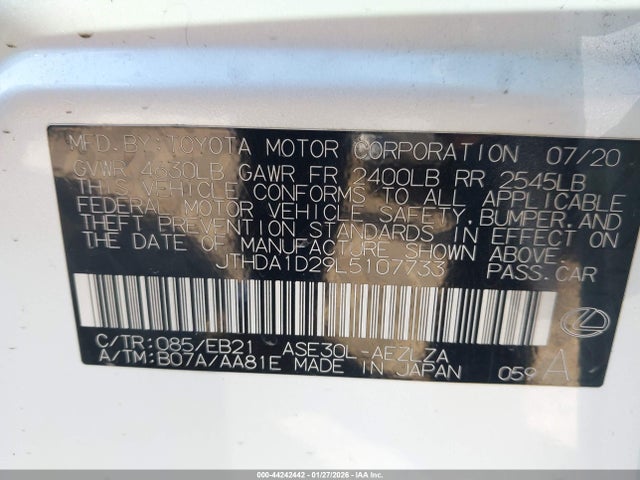 MFD.BY:TOYOTA MOTOR CORPORATION 07/20
GVWR 4630LB GAWR FR 2400LB RR 2545LB
THIS VEHICLE CONFORMS TO ALL APPLICABLE
FEDERAL MOTOR VEHICLE SAFETY, BUMPER,AND
THEFT PREVENTION STANDARDS IN EFFECT ON
THE DATE OF MANUFACTURE SHOWN ABOVE.
JTHDA1D29L5107733 PASS.CAR
C/TR:085/EB21 ASE30L-AEZLZA
A/TM:B07A/AA81E MADE IN JAPAN 059 A
000-44242442 - 01/27/2026 - Copyright © IAA, Inc.